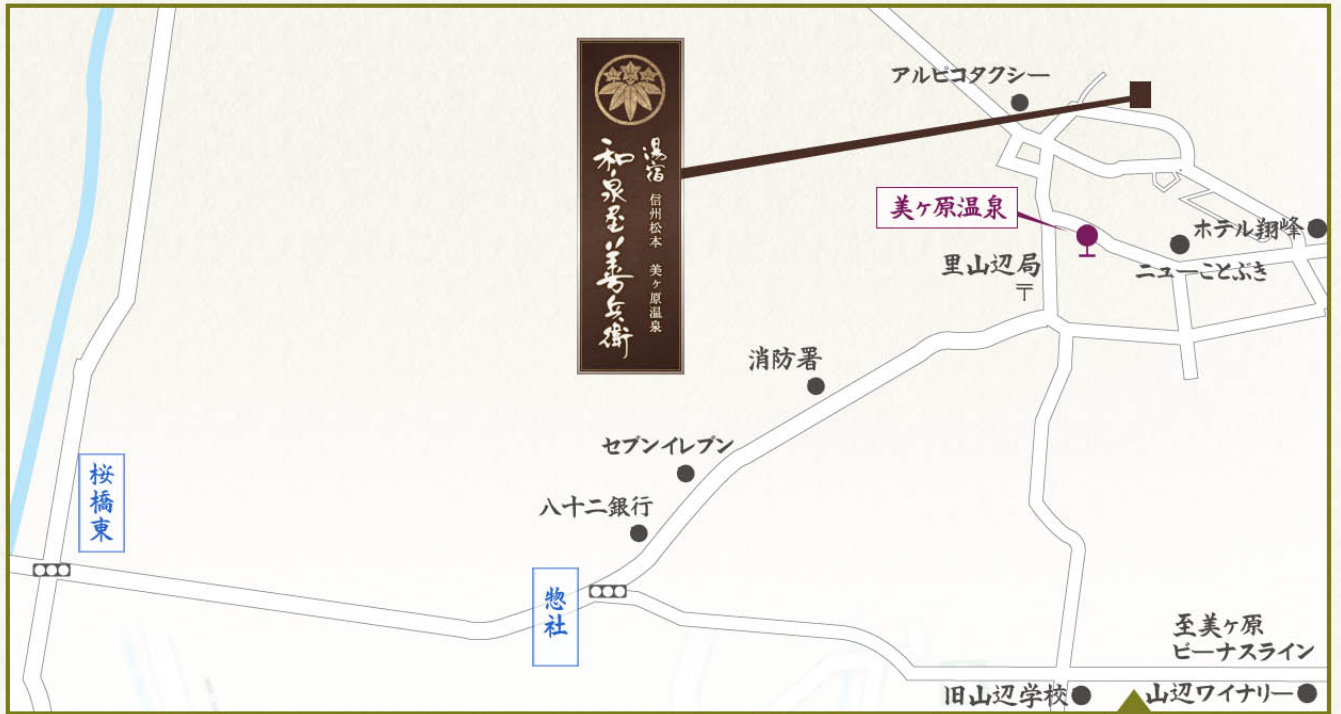 アルピコタクシー
湯宿
信州松本 美ヶ原温泉
和泉屋善兵衛
美ヶ原温泉
ホテル翔峰
里山辺局
〒
ニューことぶき
消防署
セブンイレブン
八十二銀行
桜橋東
惣社
至美ヶ原
ビーナスライン
旧山辺学校
山辺ワイナリー